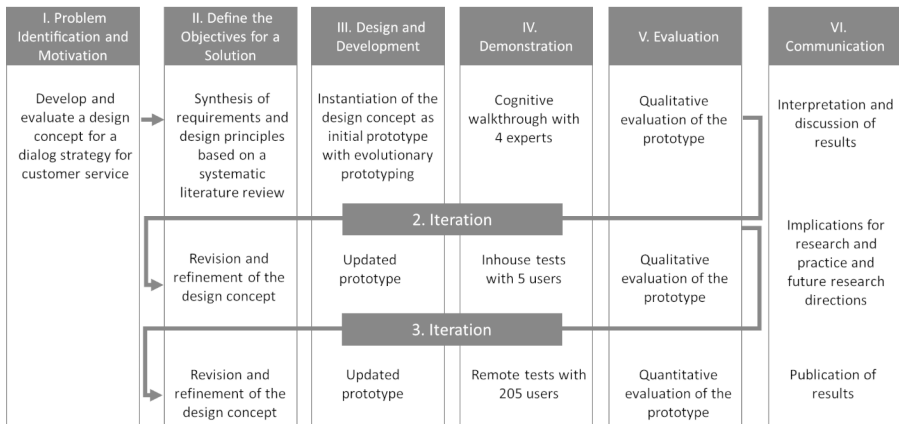 I. Problem
Identification and
Motivation
II. Define the
Objectives for a
Solution
III. Design and
Development
IV.
Demonstration
V. Evaluation
VI.
Communication
Develop and
evaluate a design
concept for a
dialog strategy for
customer service
Synthesis of
requirements and
design principles
based on a
systematic
literature review
Instantiation of the
design concept as
initial prototype
with evolutionary
prototyping
Cognitive
walkthrough with
4 experts
Qualitative
evaluation of the
prototype
Interpretation and
discussion of
results
2. Iteration
Revision and
refinement of the
design concept
Updated
prototype
Inhouse tests
with 5 users
Qualitative
evaluation of the
prototype
Implications for
research and
practice and
future research
directions
3. Iteration
Revision and
refinement of the
design concept
Updated
prototype
Remote tests with
205 users
Quantitative
evaluation of the
prototype
Publication of
results